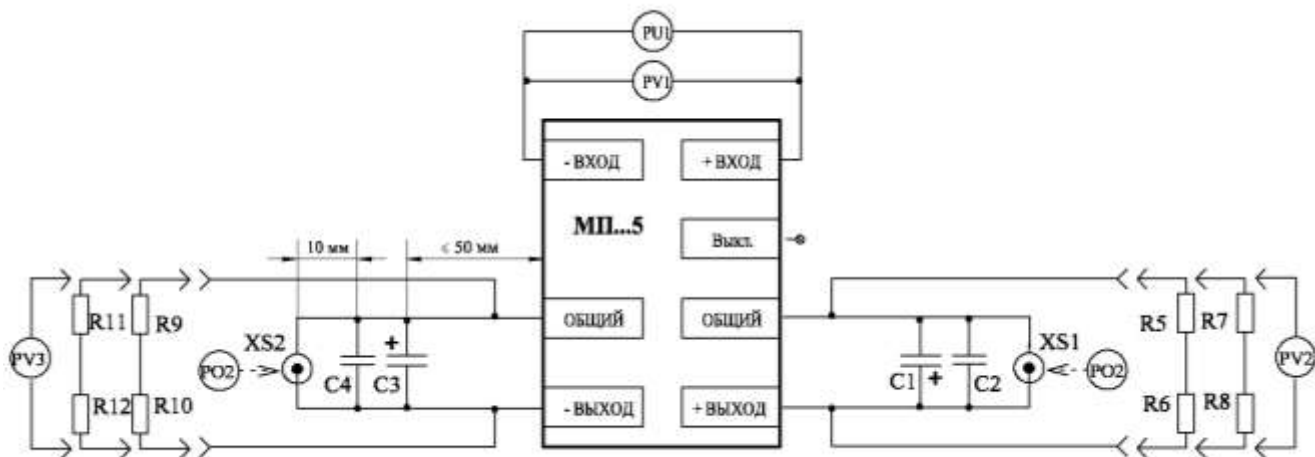 PU1
PV1
- ВХОД
+ ВХОД
МП...5
Выкл.
10 мм
< 50 мм
ОБЩИЙ
ОБЩИЙ
R11
R9
R5
R7
XS2
XS1
PV3
PO2
C4
C3
+
C1
+
C2
PO2
PV2
R12
R10
R6
R8
- ВЫХОД
+ ВЫХОД